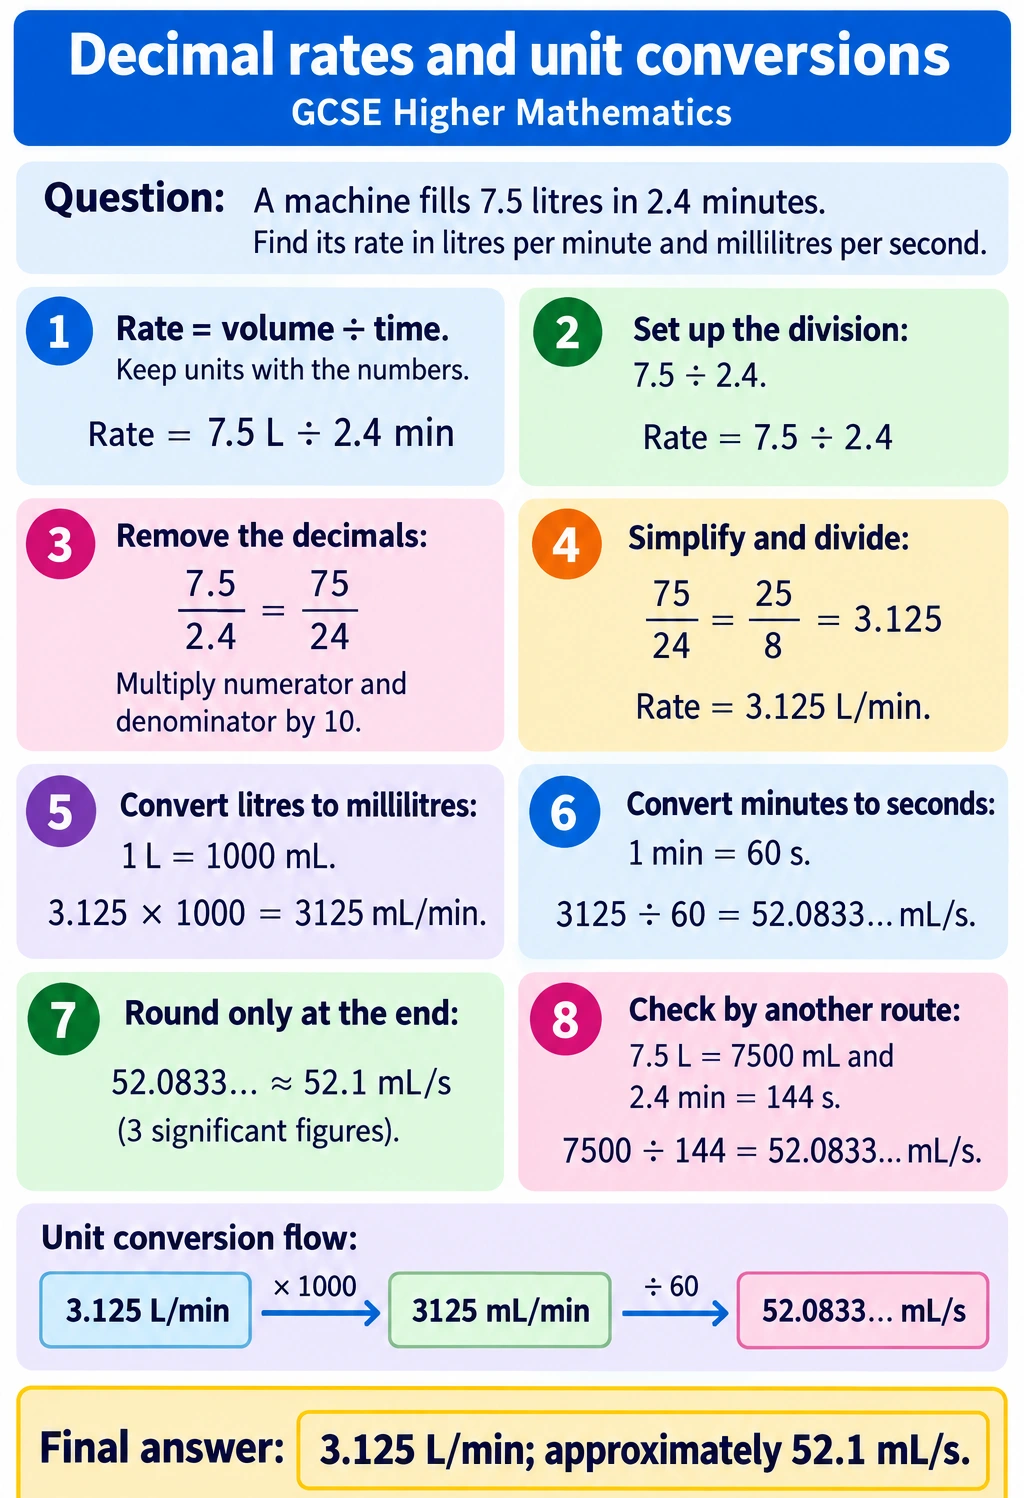 Decimal rates and unit conversions
GCSE Higher Mathematics
Question: A machine fills 7.5 litres in 2.4 minutes.
Find its rate in litres per minute and millilitres per second.
1 Rate = volume ÷ time.
Keep units with the numbers.
Rate = 7.5 L ÷ 2.4 min
2 Set up the division:
7.5 ÷ 2.4.
Rate = 7.5 ÷ 2.4
3 Remove the decimals:
7.5/2.4 = 75/24
Multiply numerator and
denominator by 10.
4 Simplify and divide:
75/24 = 25/8 = 3.125
Rate = 3.125 L/min.
5 Convert litres to millilitres:
1 L = 1000 mL.
3.125 × 1000 = 3125 mL/min.
6 Convert minutes to seconds:
1 min = 60 s.
3125 ÷ 60 = 52.0833... mL/s.
7 Round only at the end:
52.0833... ≈ 52.1 mL/s
(3 significant figures).
8 Check by another route:
7.5 L = 7500 mL and
2.4 min = 144 s.
7500 ÷ 144 = 52.0833... mL/s.
Unit conversion flow:
3.125 L/min × 1000 3125 mL/min ÷ 60 52.0833... mL/s
Final answer: 3.125 L/min; approximately 52.1 mL/s.